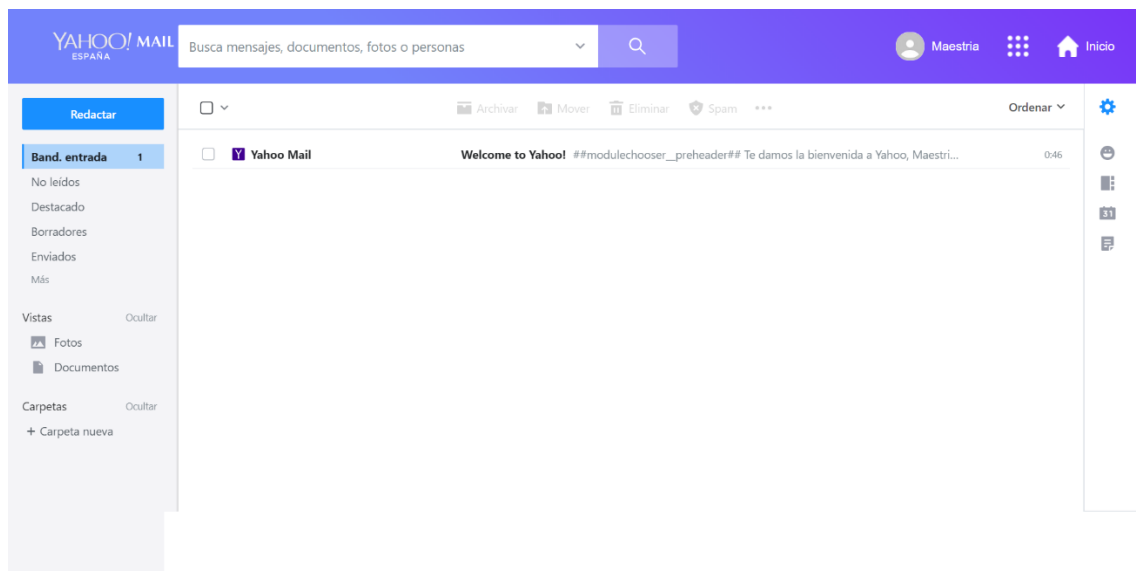 YAHOO! MAIL
ESPAÑA
Busca mensajes, documentos, fotos o personas
Maestria
Inicio
Redactar
Archivar Mover Eliminar Spam
Ordenar
Band. entrada 1
Yahoo Mail Welcome to Yahoo! ##modulechooser__preheader## Te damos la bienvenida a Yahoo, Maestri... 0:46
No leídos
Destacado
31
Borradores
Enviados
Más
Vistas Ocultar
Fotos
Documentos
Carpetas Ocultar
+ Carpeta nueva